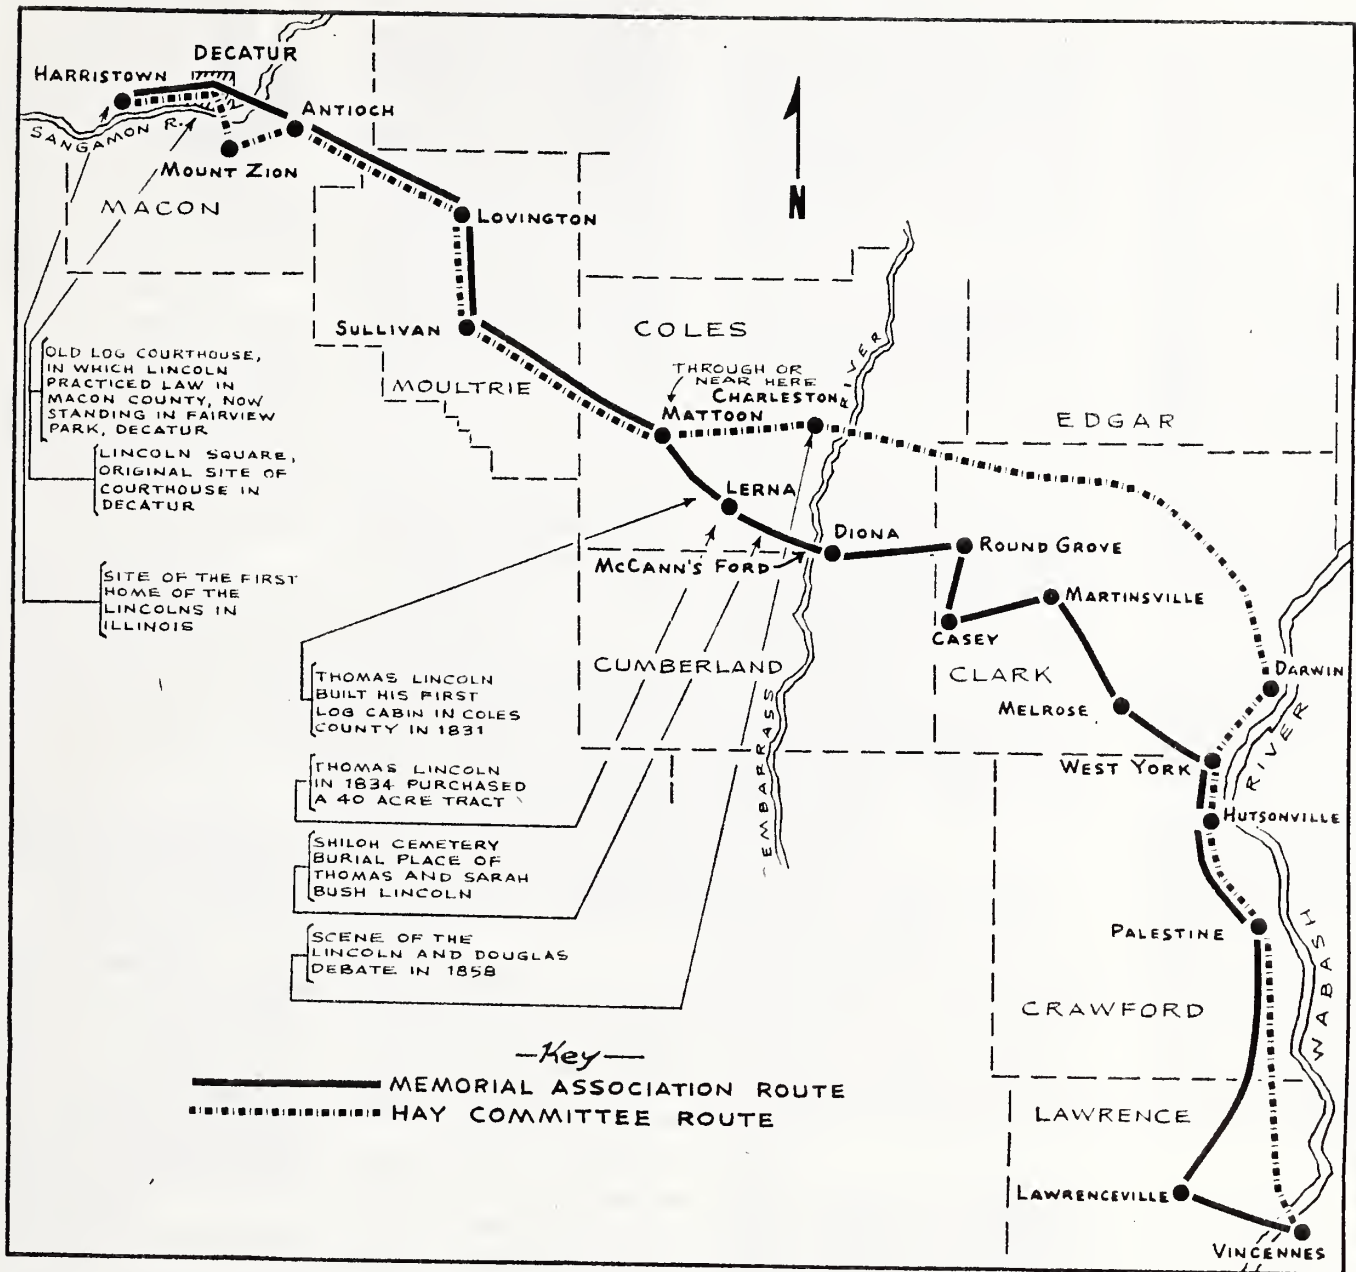 DECATUR
HARRISTOWN
ANTIOCH
SANGAMON R.
MOUNT ZION
MACON
LOVINGTON
N
SULLIVAN
COLES
MOULTRIE
THROUGH OR
NEAR HERE
CHARLESTON
MATTOON
RIVER
EDGAR
OLD LOG COURTHOUSE,
IN WHICH LINCOLN
PRACTICED LAW IN
MACON COUNTY, NOW
STANDING IN FAIRVIEW
PARK, DECATUR
LINCOLN SQUARE,
ORIGINAL SITE OF
COURTHOUSE IN
DECATUR
SITE OF THE FIRST
HOME OF THE
LINCOLNS IN
ILLINOIS
LERNA
DIONA
McCANN'S FORD
ROUND GROVE
MARTINSVILLE
CASEY
CUMBERLAND
CLARK
DARWIN
MELROSE
EMBARRASS
WEST YORK
RIVER
HUTSONVILLE
THOMAS LINCOLN
BUILT HIS FIRST
LOG CABIN IN COLES
COUNTY IN 1831
THOMAS LINCOLN
IN 1834 PURCHASED
A 40 ACRE TRACT
SHILOH CEMETERY
BURIAL PLACE OF
THOMAS AND SARAH
BUSH LINCOLN
SCENE OF THE
LINCOLN AND DOUGLAS
DEBATE IN 1858
PALESTINE
WABASH
CRAWFORD
—Key—
MEMORIAL ASSOCIATION ROUTE
HAY COMMITTEE ROUTE
LAWRENCE
LAWRENCEVILLE
VINCENNES